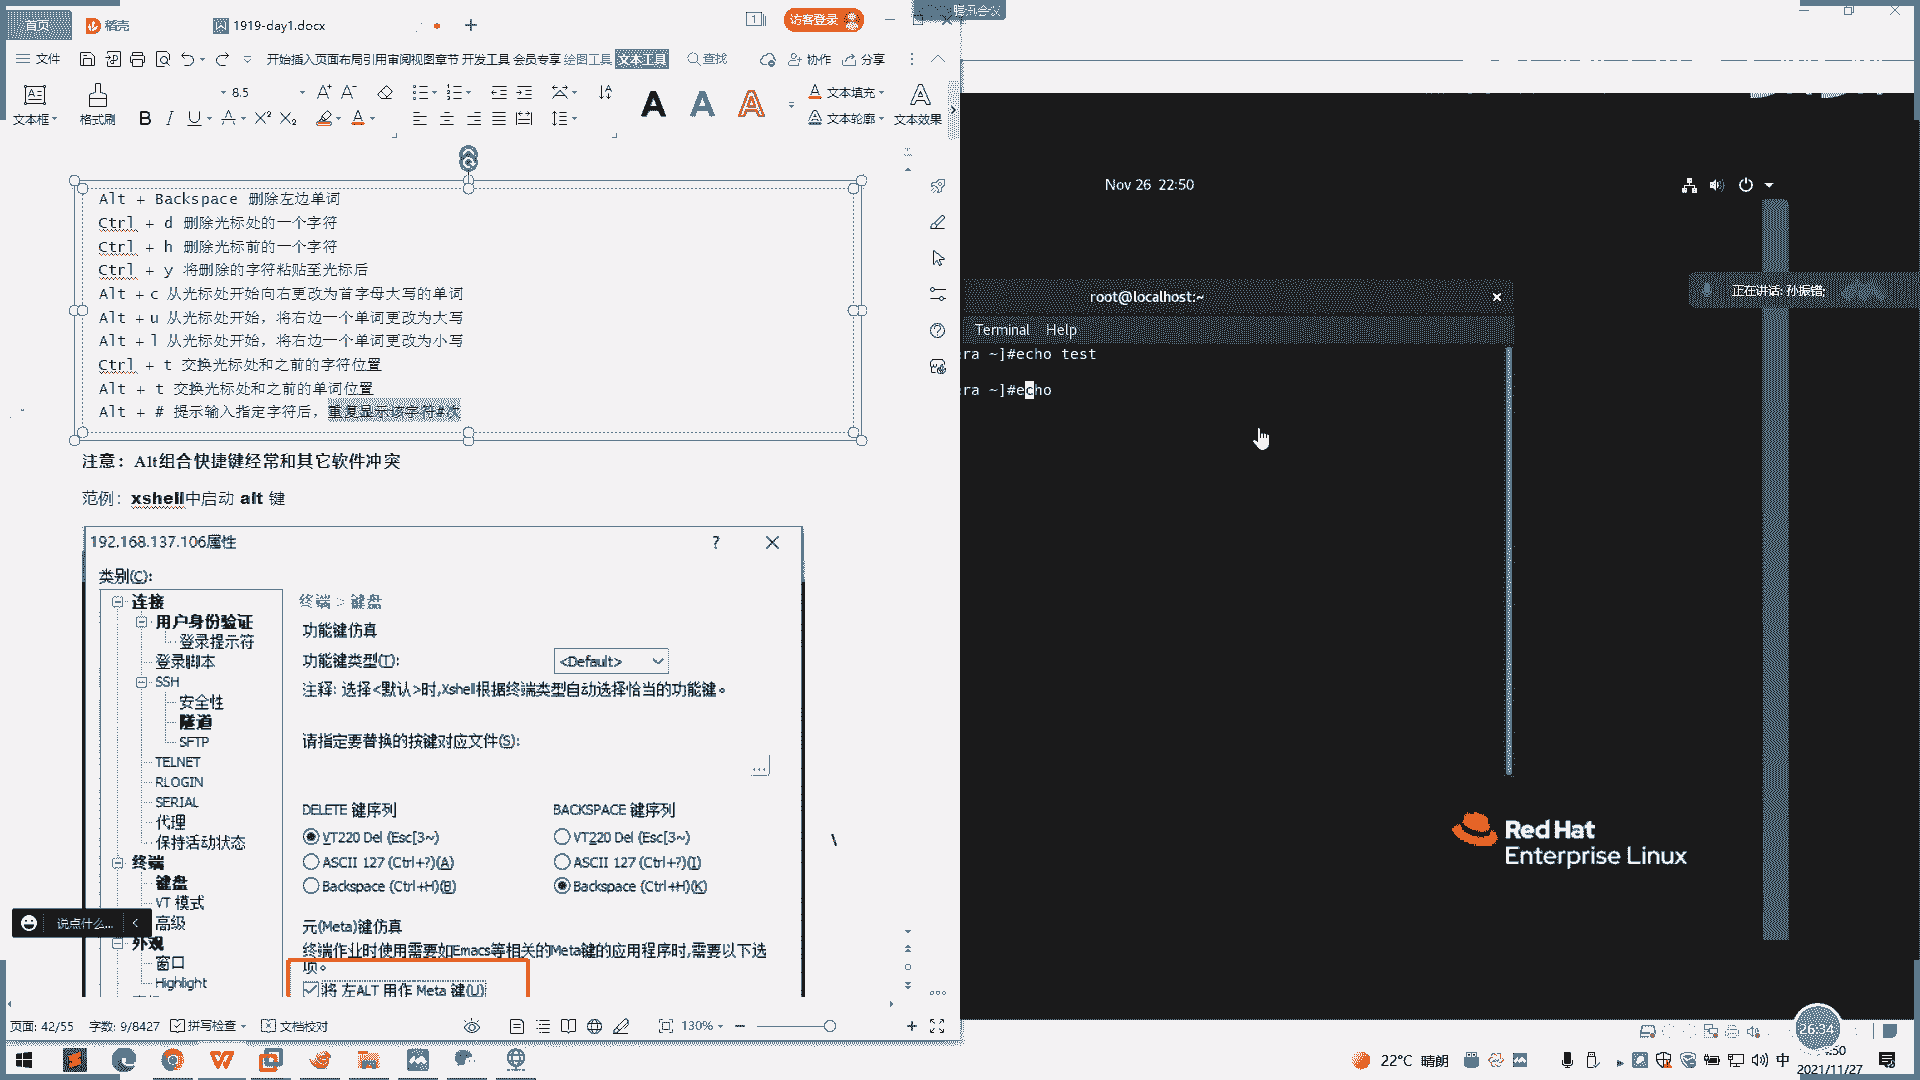 首页
稻壳
1919-day1.docx
访客登录
腾讯会议
文件
开始插入页面布局引用审阅视图章节 开发工具 会员专享 绘图工具 文本工具
查找
协作
分享
8.5
文本框
格式刷
文本填充
文本轮廓
文本效果
Alt + Backspace 删除左边单词
Ctrl + d 删除光标处的一个字符
Ctrl + h 删除光标前的一个字符
Ctrl + y 将删除的字符粘贴至光标后
Alt +c 从光标处开始向右更改为首字母大写的单词
Alt +u 从光标处开始，将右边一个单词更改为大写
Alt +l 从光标处开始，将右边一个单词更改为小写
Ctrl + t 交换光标处和之前的字符位置
Alt + t 交换光标处和之前的单词位置
Alt + # 提示输入指定字符后，重复显示该字符#次
注意：Alt组合快捷键经常和其它软件冲突
范例：xshell中启动 alt 键
192.168.137.106属性
?
类别(C):
连接
用户身份验证
登录提示符
登录脚本
SSH
安全性
隧道
SFTP
TELNET
RLOGIN
SERIAL
代理
保持活动状态
终端
键盘
VT 模式
高级
外观
窗口
Highlight
终端 > 键盘
功能键仿真
功能键类型(T):
<Default>
注释: 选择<默认>时,Xshell根据终端类型自动选择恰当的功能键。
请指定要替换的按键对应文件(S):
...
DELETE 键序列
BACKSPACE 键序列
VT220 Del (Esc[3~)
VT220 Del (Esc[3~)
ASCII 127 (Ctrl+?)(A)
ASCII 127 (Ctrl+?)(I)
Backspace (Ctrl+H)(B)
Backspace (Ctrl+H)(K)
元(Meta)键仿真
终端作业时使用需要如Emacs等相关的Meta键的应用程序时,需要以下选
项。
将 左ALT 用作 Meta 键(U)
\
说点什么...
页面: 42/55
字数: 9/8427
拼写检查
文档校对
130%
Nov 26 22:50
root@localhost:~
Terminal
Help
ra ~]#echo test
ra ~]#echo
正在讲话: 孙振锴;
Red Hat
Enterprise Linux
26:34
22°C 晴朗
中
2021/11/27